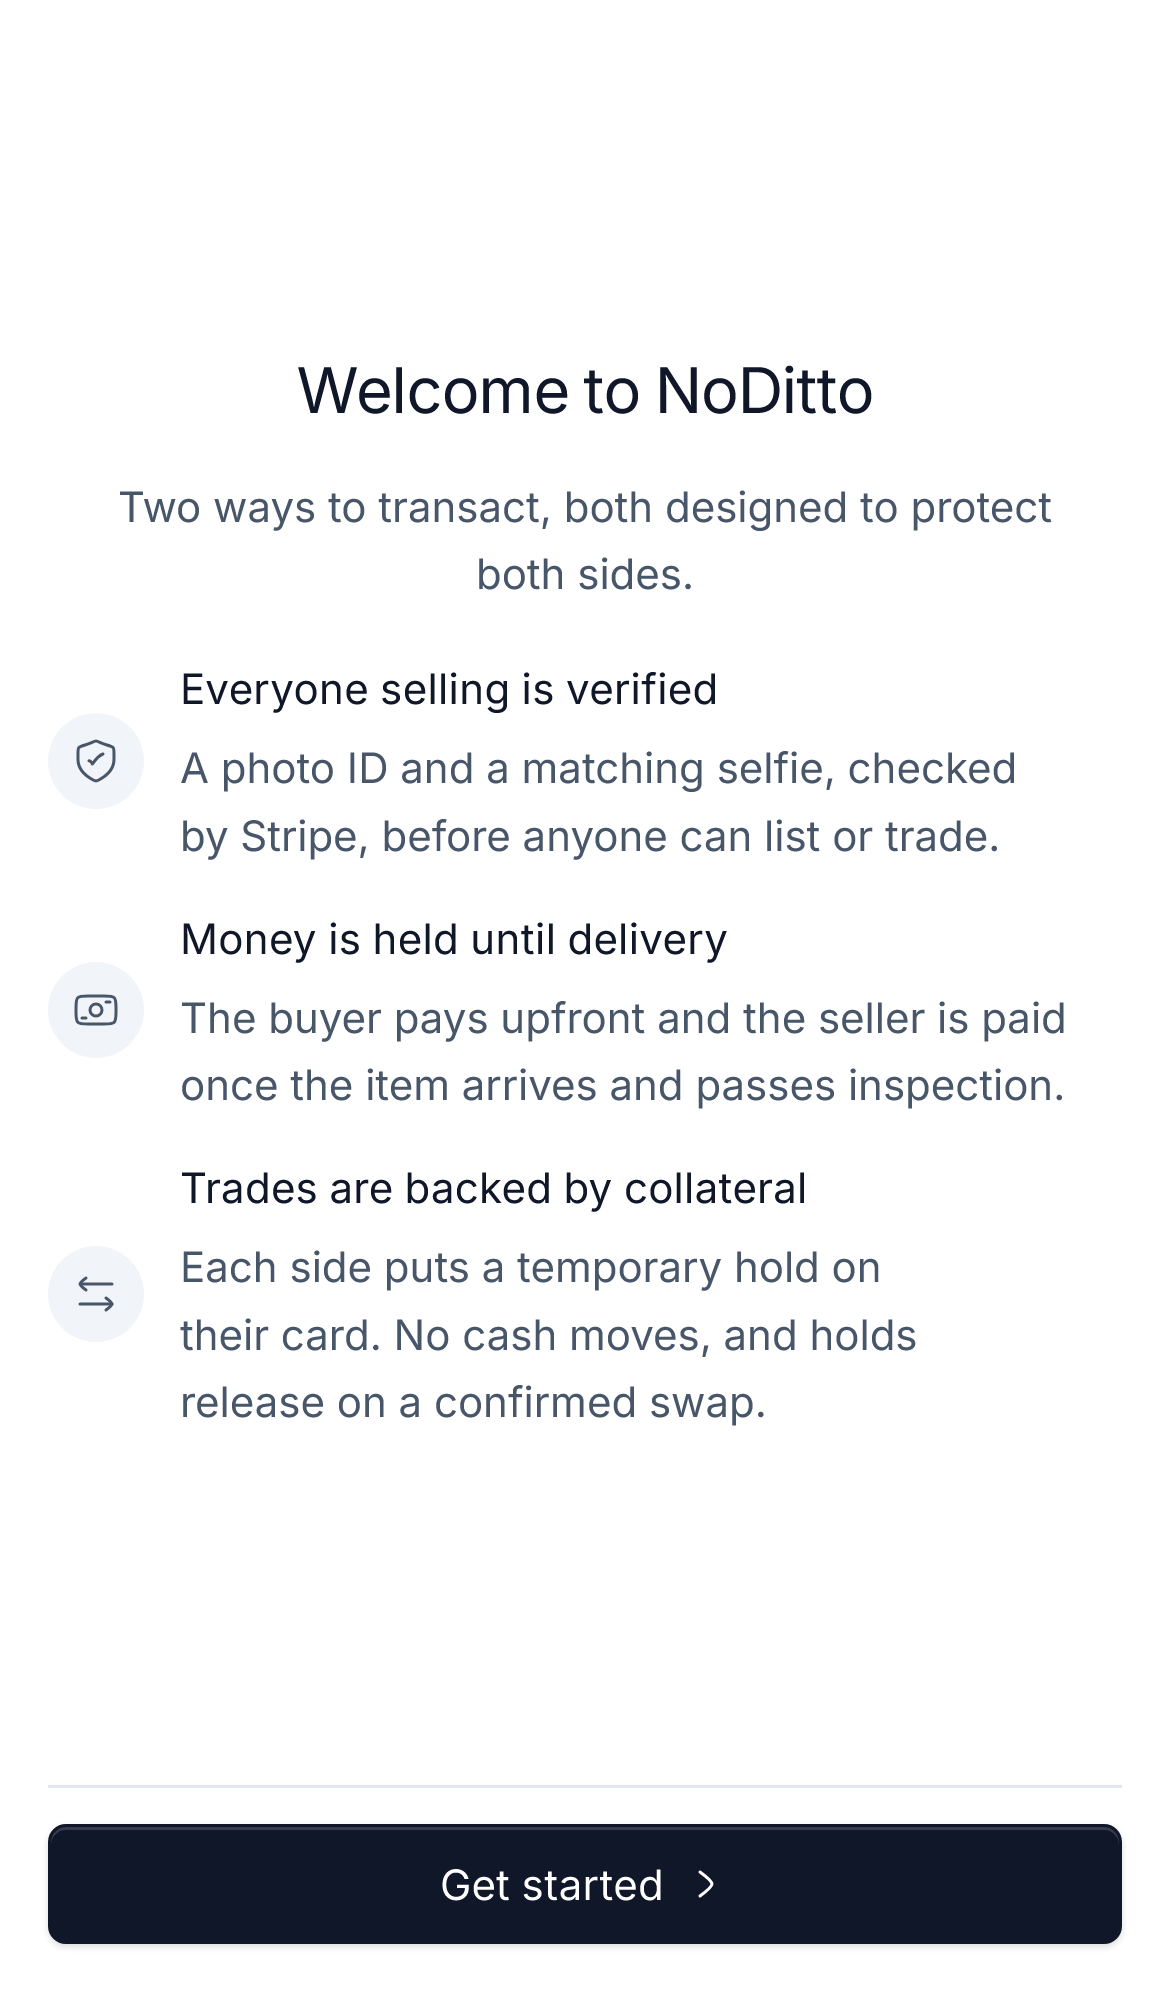 Welcome to NoDitto
Two ways to transact, both designed to protect
both sides.
Everyone selling is verified
A photo ID and a matching selfie, checked
by Stripe, before anyone can list or trade.
Money is held until delivery
The buyer pays upfront and the seller is paid
once the item arrives and passes inspection.
Trades are backed by collateral
Each side puts a temporary hold on
their card. No cash moves, and holds
release on a confirmed swap.
Get started